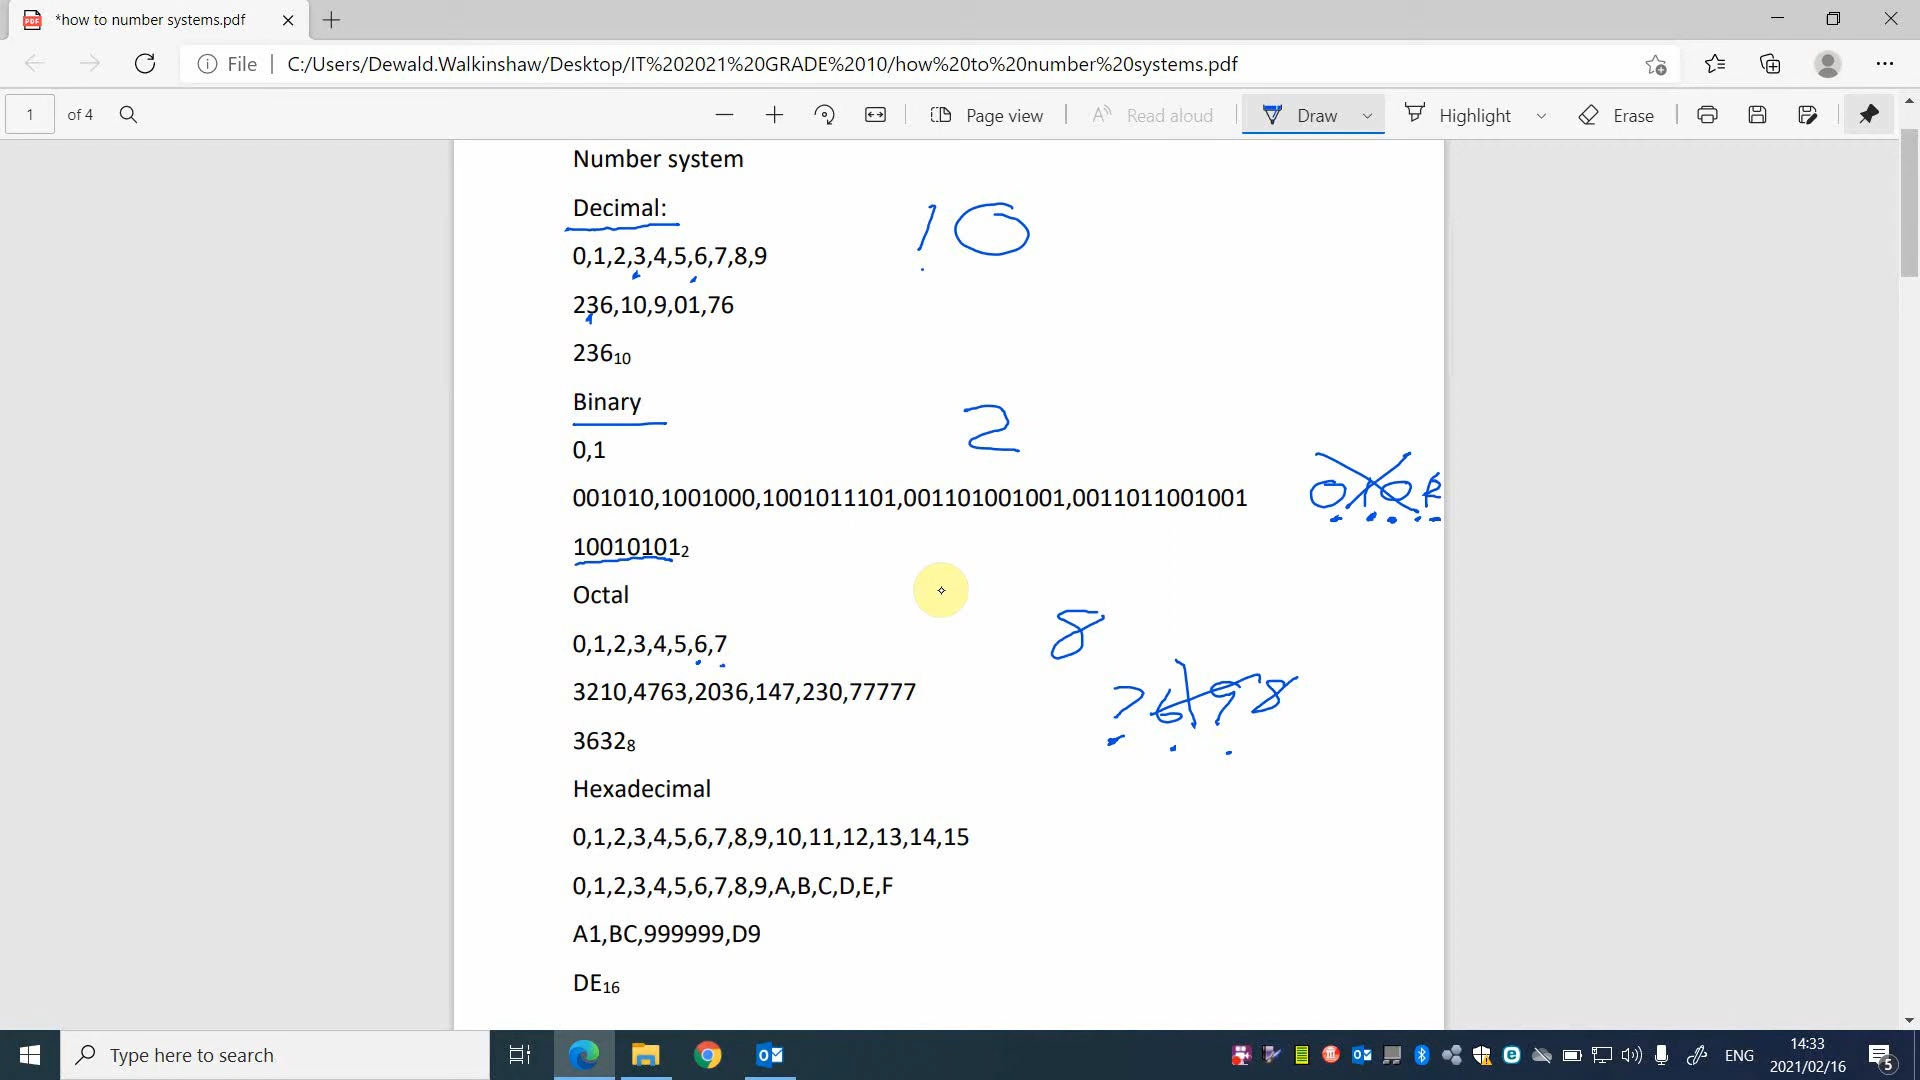 *how to number systems.pdf
File
C:/Users/Dewald.Walkinshaw/Desktop/IT%202021%20GRADE%2010/how%20to%20number%20systems.pdf
1 of 4
Page view
Read aloud
Draw
Highlight
Erase
Number system
Decimal:
10
0,1,2,3,4,5,6,7,8,9
236,10,9,01,76
236₁₀
Binary
2
0,1
001010,1001000,1001011101,001101001001,0011011001001
010
10010101₂
Octal
8
0,1,2,3,4,5,6,7
3210,4763,2036,147,230,77777
7698
3632₈
Hexadecimal
0,1,2,3,4,5,6,7,8,9,10,11,12,13,14,15
0,1,2,3,4,5,6,7,8,9,A,B,C,D,E,F
A1,BC,999999,D9
DE₁₆
Type here to search
ENG
14:33
2021/02/16
5